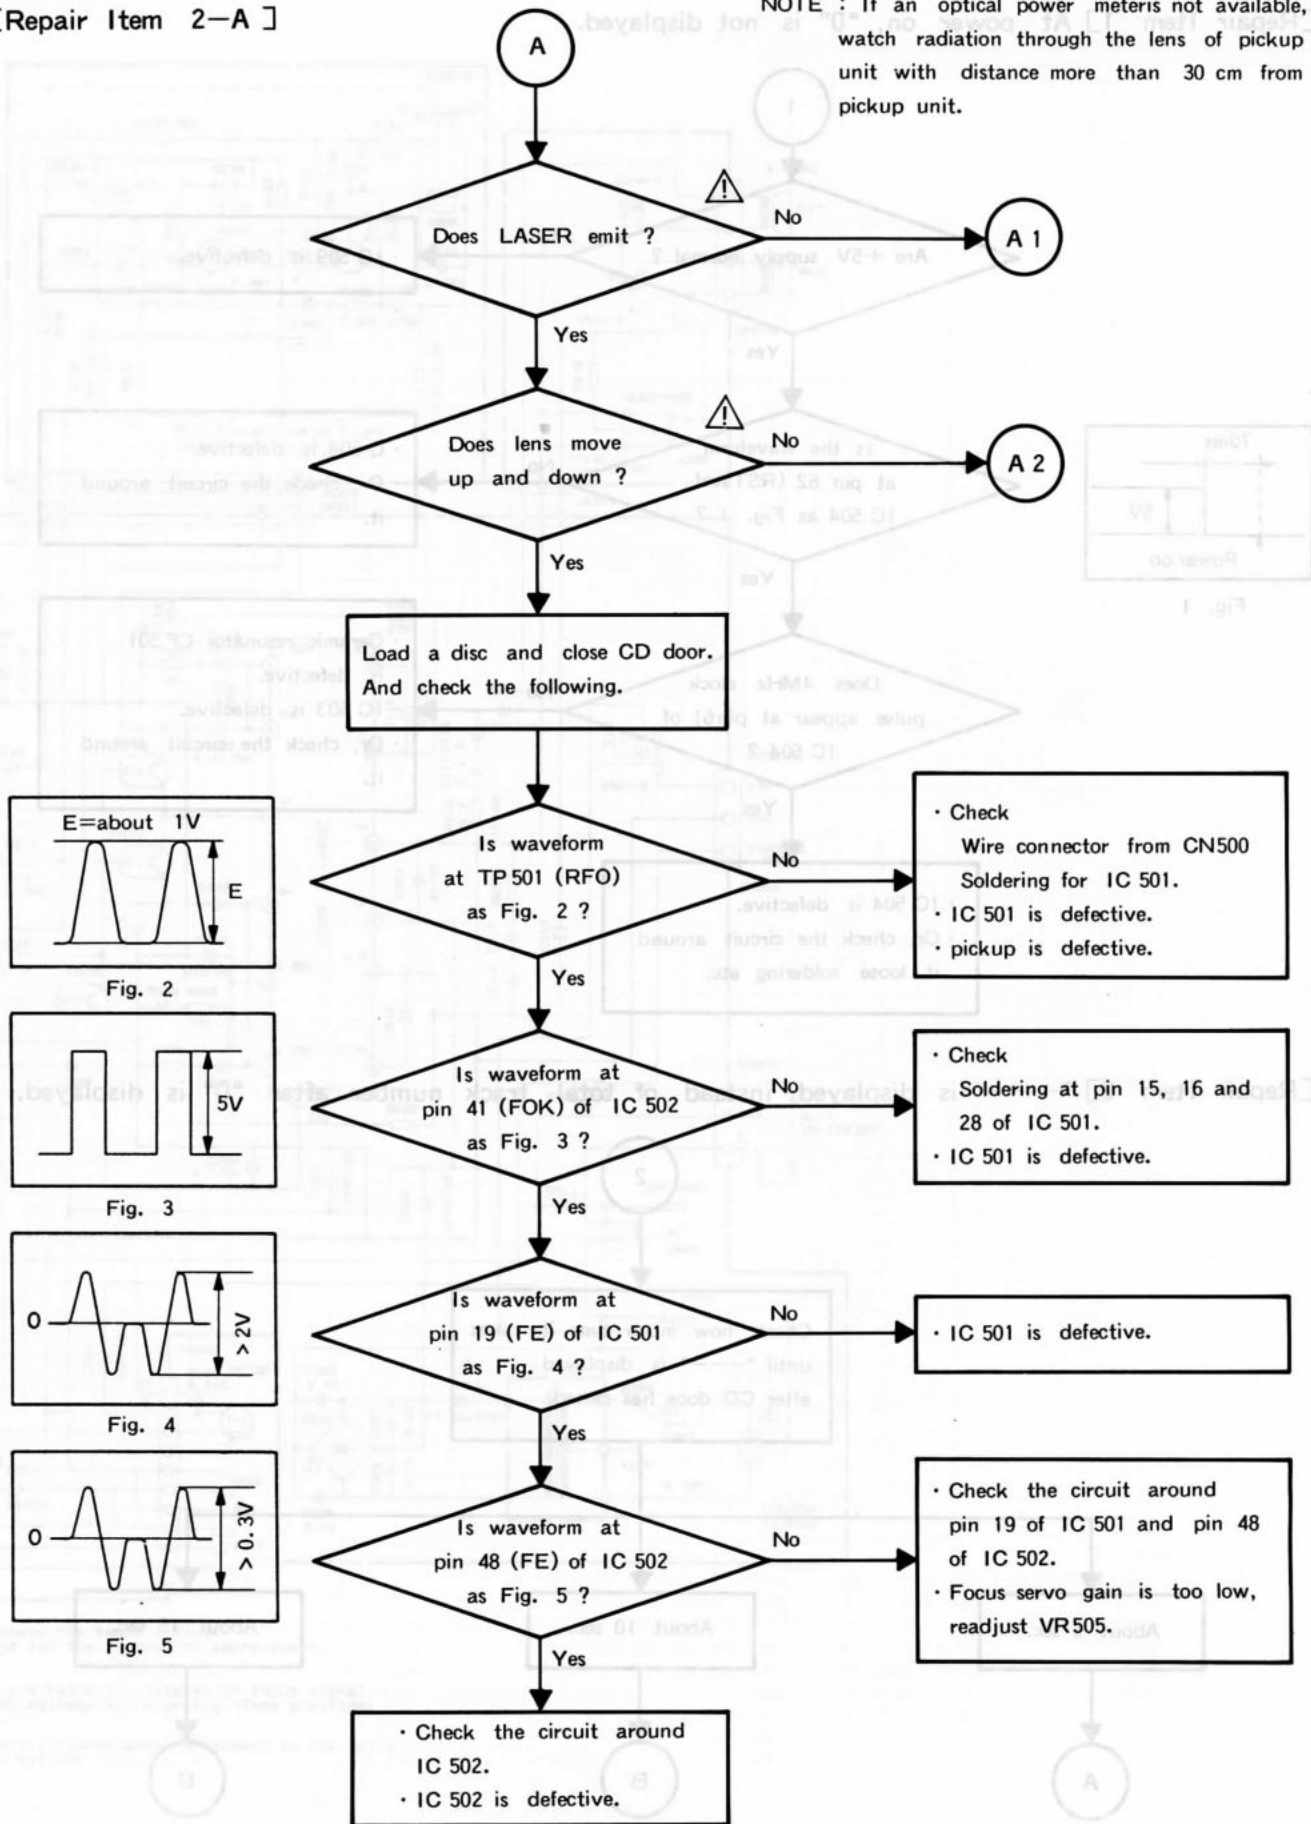 [Repair Item 2-A ]
NOTE : If an optical power meteris not available,
watch radiation through the lens of pickup
unit with distance more than 30 cm from
pickup unit.
A
Does LASER emit ?
No
A 1
Yes
Does lens move
up and down ?
No
A 2
Yes
Load a disc and close CD door.
And check the following.
E=about 1V
E
Fig. 2
Is waveform
at TP 501 (RFO)
as Fig. 2 ?
No
· Check
Wire connector from CN500
Soldering for IC 501.
· IC 501 is defective.
· pickup is defective.
Yes
5V
Fig. 3
Is waveform at
pin 41 (FOK) of IC 502
as Fig. 3 ?
No
· Check
Soldering at pin 15, 16 and
28 of IC 501.
· IC 501 is defective.
Yes
0
> 2V
Fig. 4
Is waveform at
pin 19 (FE) of IC 501
as Fig. 4 ?
No
· IC 501 is defective.
Yes
0
> 0.3V
Fig. 5
Is waveform at
pin 48 (FE) of IC 502
as Fig. 5 ?
No
· Check the circuit around
pin 19 of IC 501 and pin 48
of IC 502.
· Focus servo gain is too low,
readjust VR505.
Yes
· Check the circuit around
IC 502.
· IC 502 is defective.